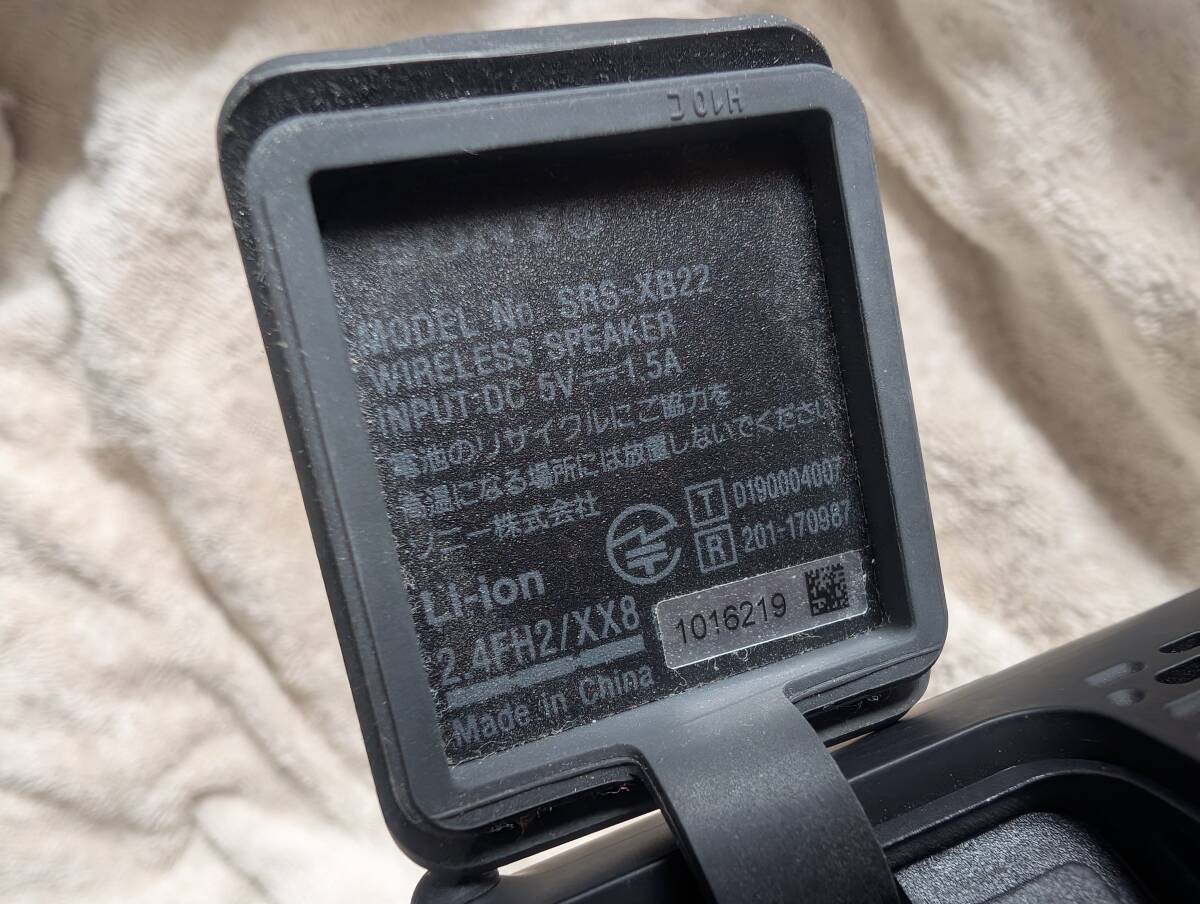 H10 C
MODEL No. SRS-XB22
WIRELESS SPEAKER
INPUT:DC 5V⎓1.5A
電池のリサイクルにご協力を
高温になる場所には放置しないでください
ソニー株式会社
T D190004007
R 201-170987
Li-ion
2.4FH2/XX8
1016219
Made in China